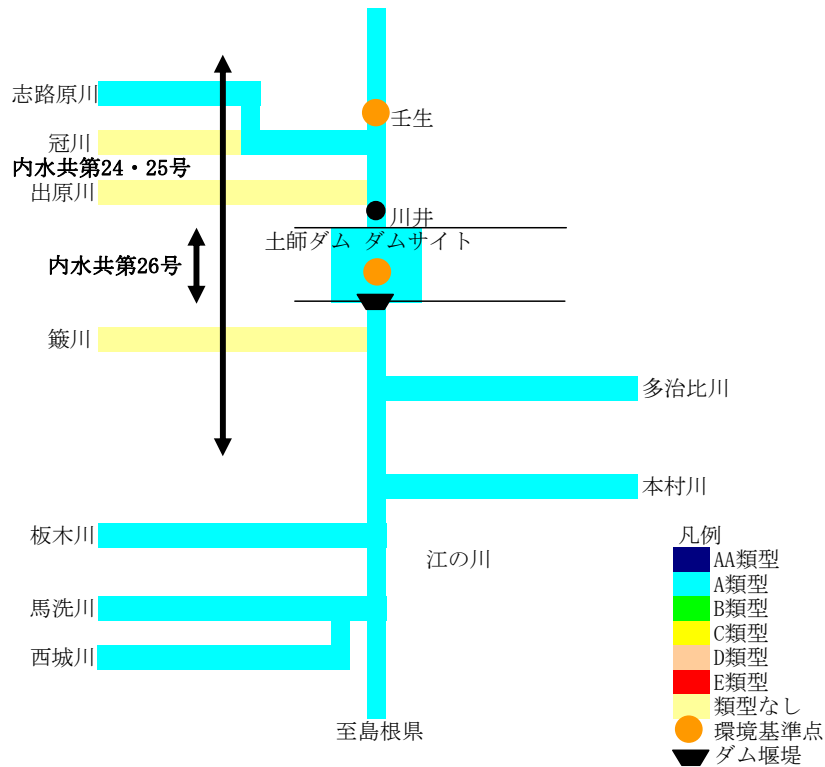 志路原川
壬生
冠川
内水共第24・25号
出原川
川井
土師ダム ダムサイト
内水共第26号
簸川
多治比川
本村川
板木川
江の川
馬洗川
西城川
至島根県
凡例
AA類型
A類型
B類型
C類型
D類型
E類型
類型なし
環境基準点
ダム堰堤